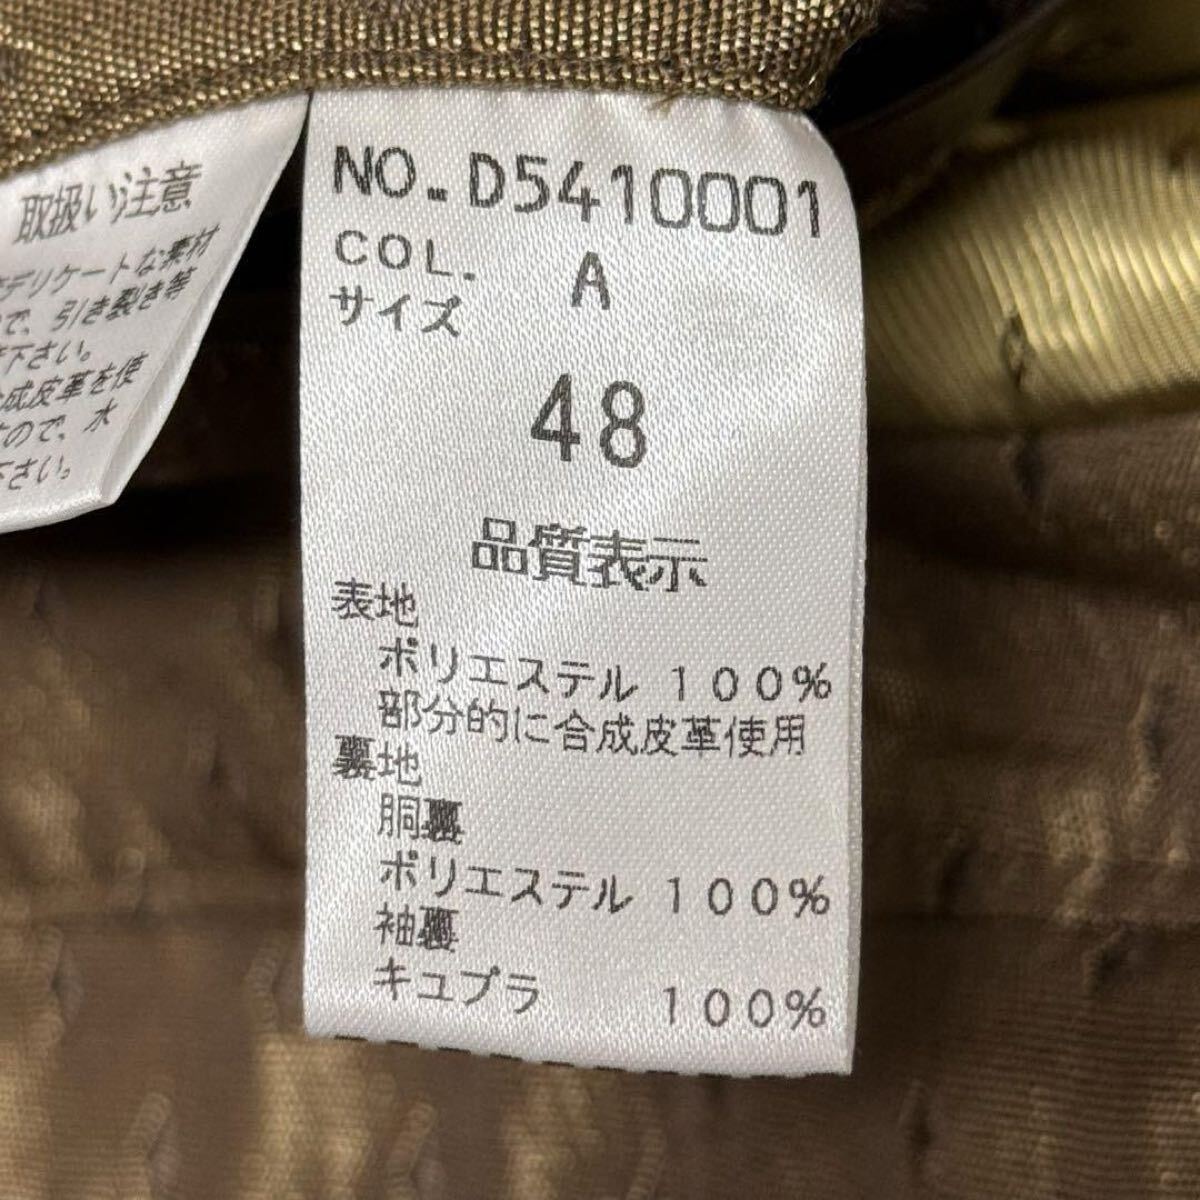 取扱い注意
デリケートな素材
で、引き裂き等
下さい。
成皮革を使
ので、水
下さい。
NO.D5410001
COL. A
サイズ
48
品質表示
表地
ポリエステル 100%
部分的に合成皮革使用
裏地
胴裏
ポリエステル 100%
袖裏
キュプラ 100%